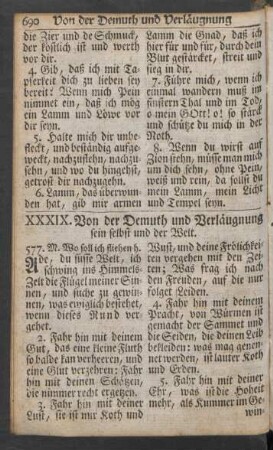 690 Von der Demuth und Verläugnung
die Zier und de Schmuck,
der köstlich ist und werth
vor dir.
4. Gib, daß ich mit Ta-
pferkeit dich zu lieben sey
bereit! Wenn mich Pein
nimmet ein, daß ich mög
ein Lamm und Löwe vor
dir seyn.
5. Halte mich dir unbe-
fleckt, und beständig aufge-
weckt, nachzustehn, nachzu-
sehn, und wo du hingehst,
getrost dir nachzugehn.
6. Lamm, das überwun-
den hat, gib mir armen
Lamm die Gnad, daß ich
hier für und für, durch dein
Blut gestärcket, streit und
sieg in dir.
7. Führe mich, wenn ich
einmal muß wandern im
finstern Thal und im Tod,
o mein GOtt! o! so stärck
und schütze du mich in der
Noth.
8. Wenn du wirst auf
Zion stehn, müsse man mich
um dich sehn, ohne Pein,
weiß und rein, da sollst du
mein Lamm, mein Licht
und Tempel seyn.
XXXIX. Von der Demuth und Verläugnung
sein selbst und der Welt.
577. M. Wo soll ich fliehen h.
Ade, du süsse Welt, ich
schwing ins Himmels-
Zelt die Flügel meiner Sin-
nen, und suche zu gewin-
nen, was ewiglich bestehet,
wenn dieses Rund ver-
gehet.
2. Fahr hin mit deinem
Gut, das eine kleine Fluth
so balde kan verheeren, und
eine Glut verzehren: Fahr
hin mit deinen Schätzen,
die nimmer recht ergetzen.
3. Fahr hin mit deiner
Lust, sie ist nur Koth und
Wust, und deine Frölichkei-
ten vergehen mit den Zei-
ten; Was frag ich nach
den Freuden, auf die nur
folget Leiden.
4. Fahr hin mit deinem
Pracht, von Würmen ist
gemacht der Sammet und
die Seiden, die deinen Leib
bekleiden: was mag genen-
net werden, ist lauter Koth
und Erden.
5. Fahr hin mit deiner
Ehr, was ist die Hoheit
mehr, als Kummer im Ge-
win-